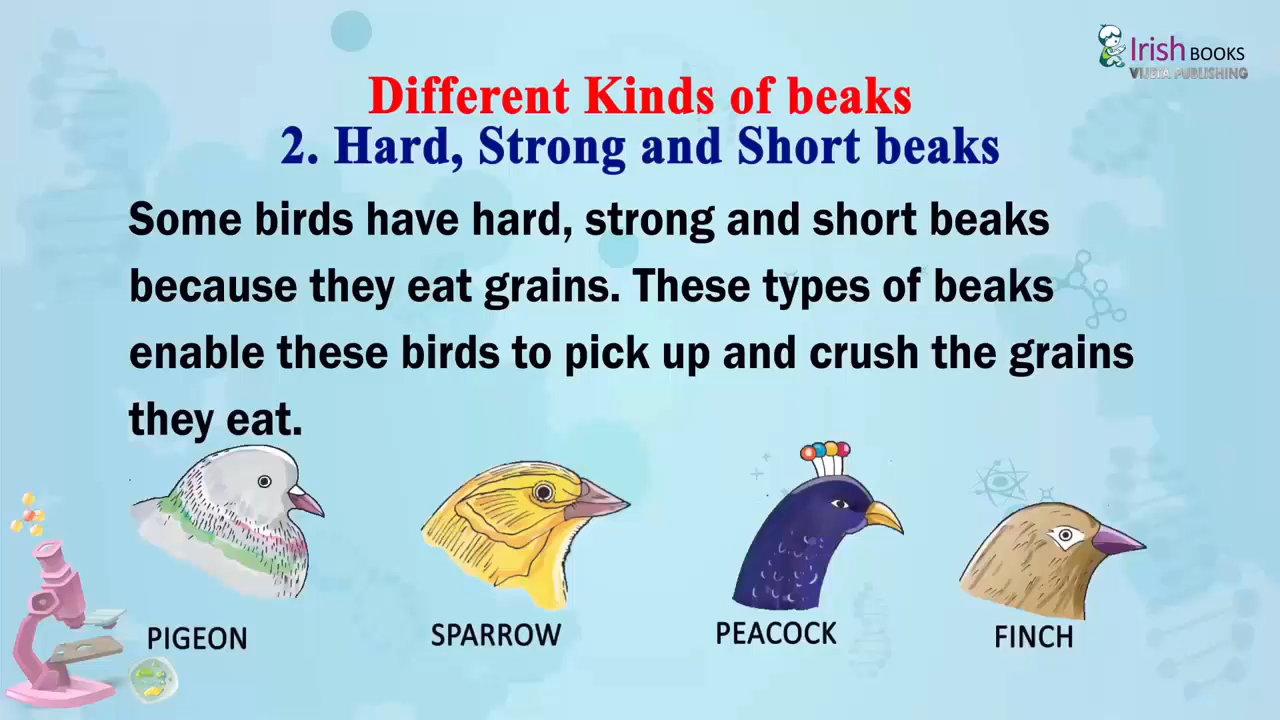 Irish BOOKS
VIJETA PUBLISHING
Different Kinds of beaks
2. Hard, Strong and Short beaks
Some birds have hard, strong and short beaks
because they eat grains. These types of beaks
enable these birds to pick up and crush the grains
they eat.
PIGEON
SPARROW
PEACOCK
FINCH